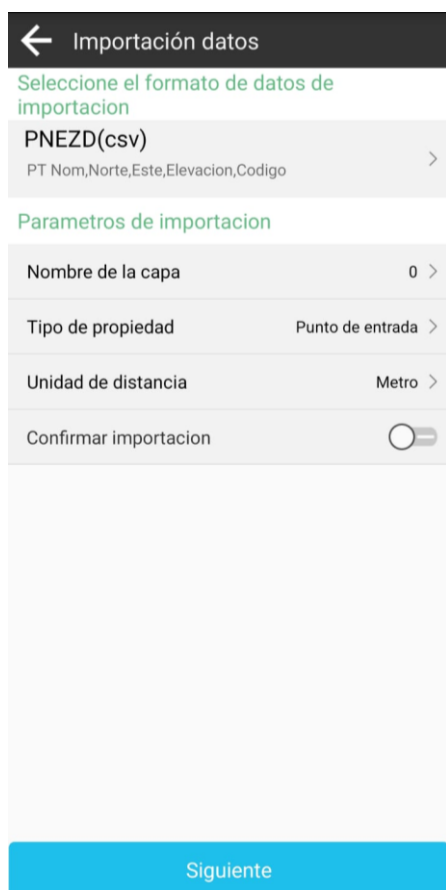 Importación datos
Seleccione el formato de datos de
importacion
PNEZD(csv)
PT Nom,Norte,Este,Elevacion,Codigo
Parametros de importacion
Nombre de la capa 0
Tipo de propiedad Punto de entrada
Unidad de distancia Metro
Confirmar importacion
Siguiente